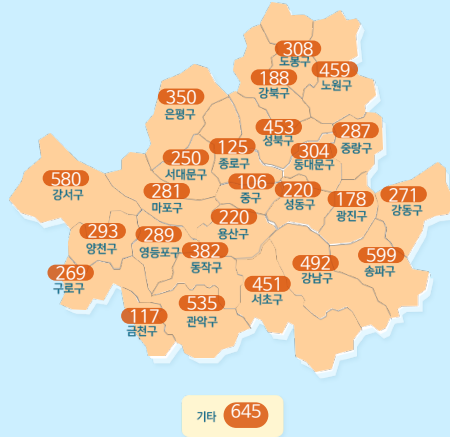 308
도봉구
459
노원구
188
강북구
350
은평구
453
성북구
287
중랑구
125
종로구
304
동대문구
250
서대문구
580
강서구
281
마포구
106
중구
220
성동구
178
광진구
271
강동구
220
용산구
293
양천구
289
영등포구
382
동작구
599
송파구
492
강남구
269
구로구
451
서초구
535
관악구
117
금천구
기타 645